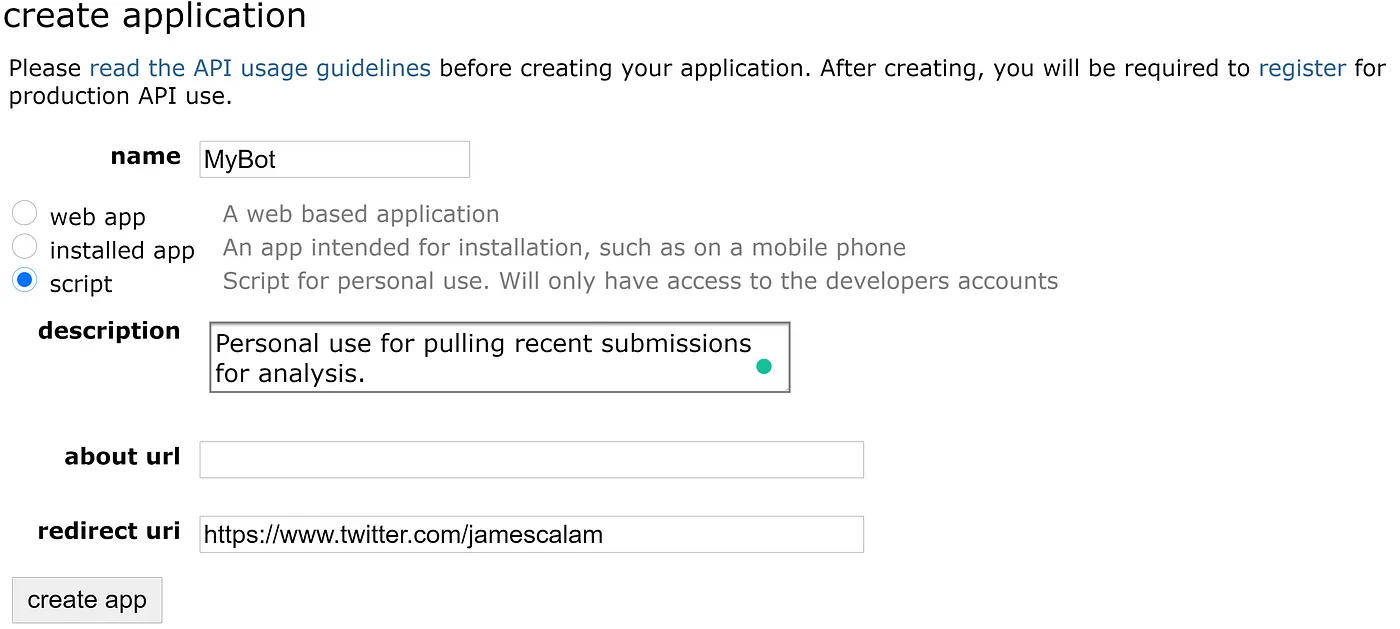 create application
Please read the API usage guidelines before creating your application. After creating, you will be required to register for
production API use.
name MyBot
web app A web based application
installed app An app intended for installation, such as on a mobile phone
script Script for personal use. Will only have access to the developers accounts
description Personal use for pulling recent submissions
for analysis.
about url
redirect uri https://www.twitter.com/jamescalam
create app